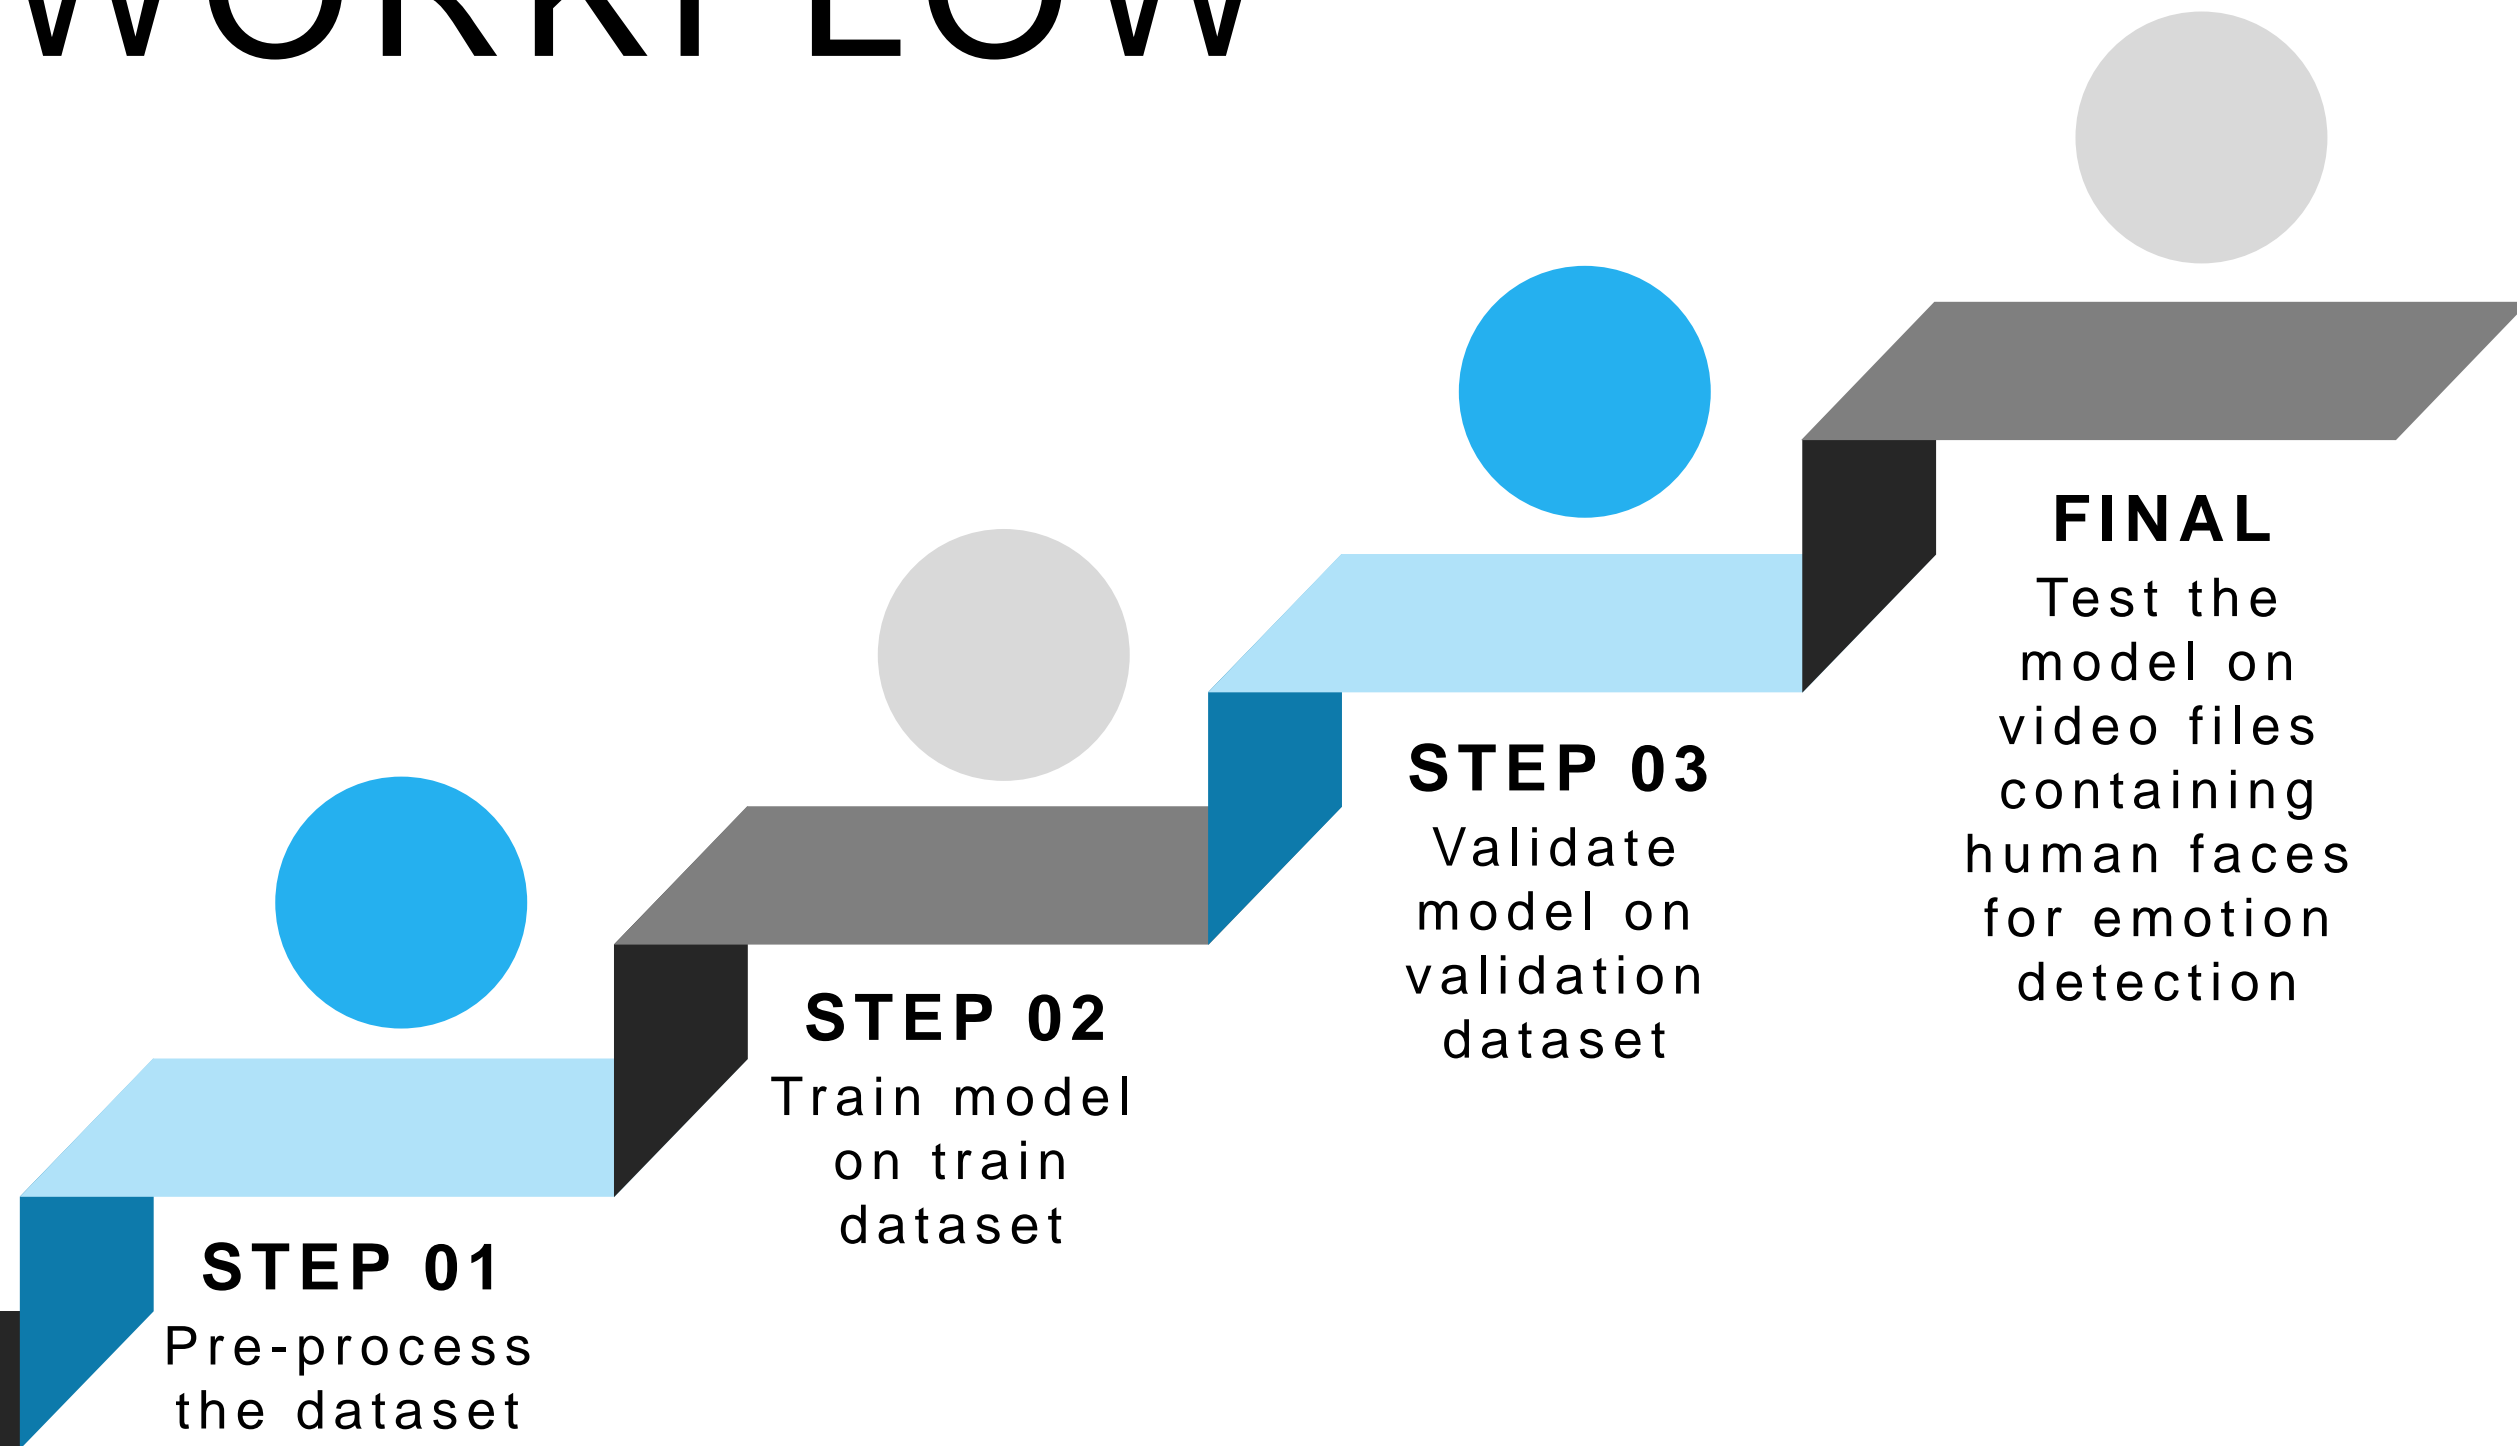 WORKFLOW
STEP 01
Pre-process
the dataset
STEP 02
Train model
on train
dataset
STEP 03
Validate
model on
validation
dataset
FINAL
Test the
model on
video files
containing
human faces
for emotion
detection